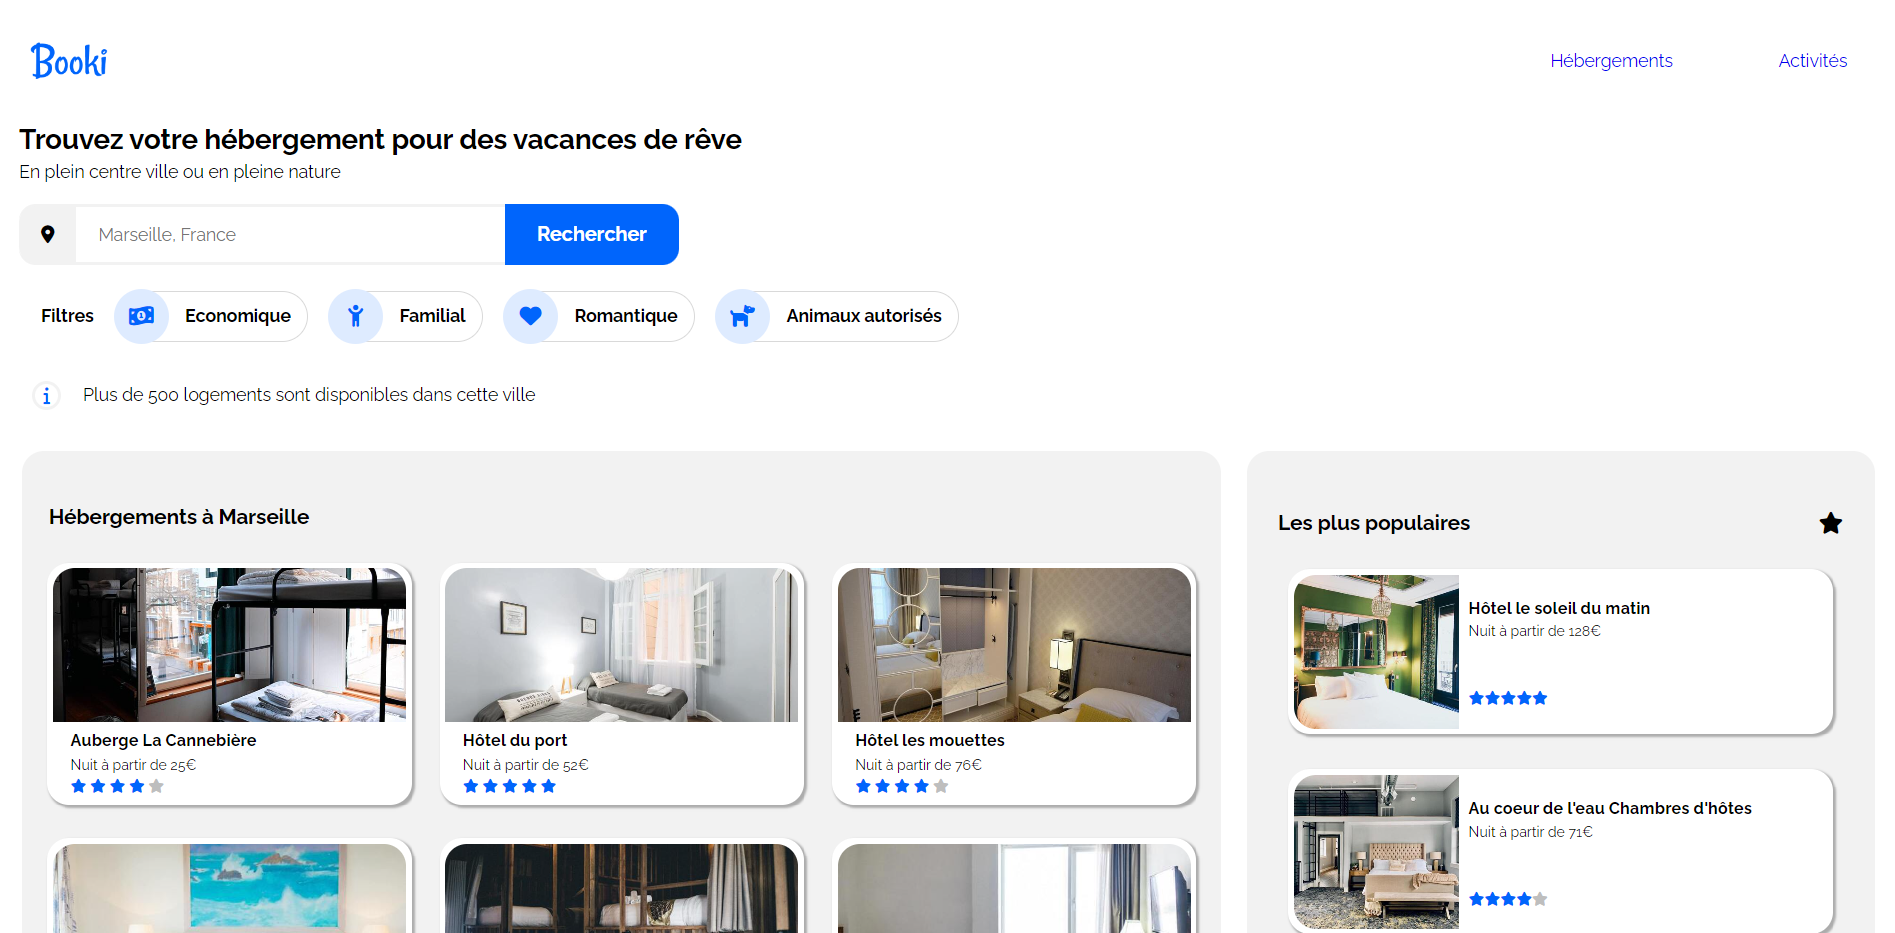 Booki
Hébergements
Activités
Trouvez votre hébergement pour des vacances de rêve
En plein centre ville ou en pleine nature
Marseille, France
Rechercher
Filtres
Economique
Familial
Romantique
Animaux autorisés
Plus de 500 logements sont disponibles dans cette ville
Hébergements à Marseille
Auberge La Cannebière
Nuit à partir de 25€
Hôtel du port
Nuit à partir de 52€
Hôtel les mouettes
Nuit à partir de 76€
Les plus populaires
Hôtel le soleil du matin
Nuit à partir de 128€
Au coeur de l'eau Chambres d'hôtes
Nuit à partir de 71€